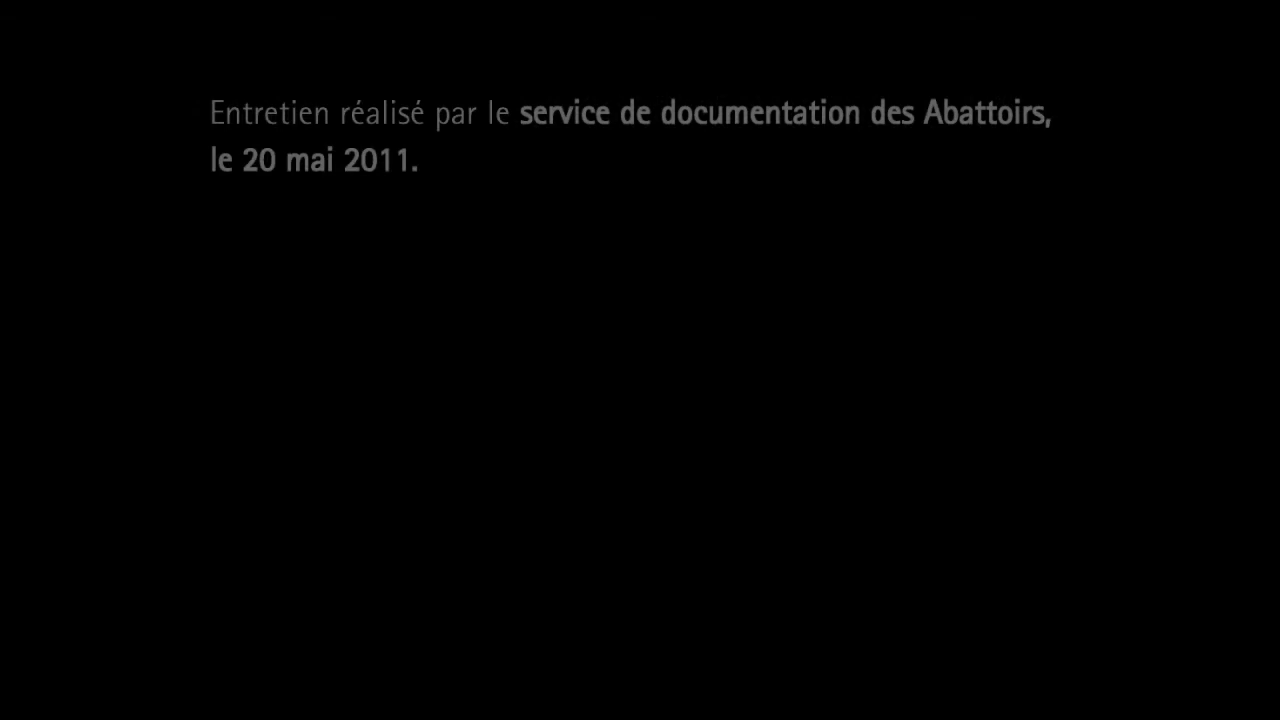 Entretien réalisé par le service de documentation des Abattoirs,
le 20 mai 2011.